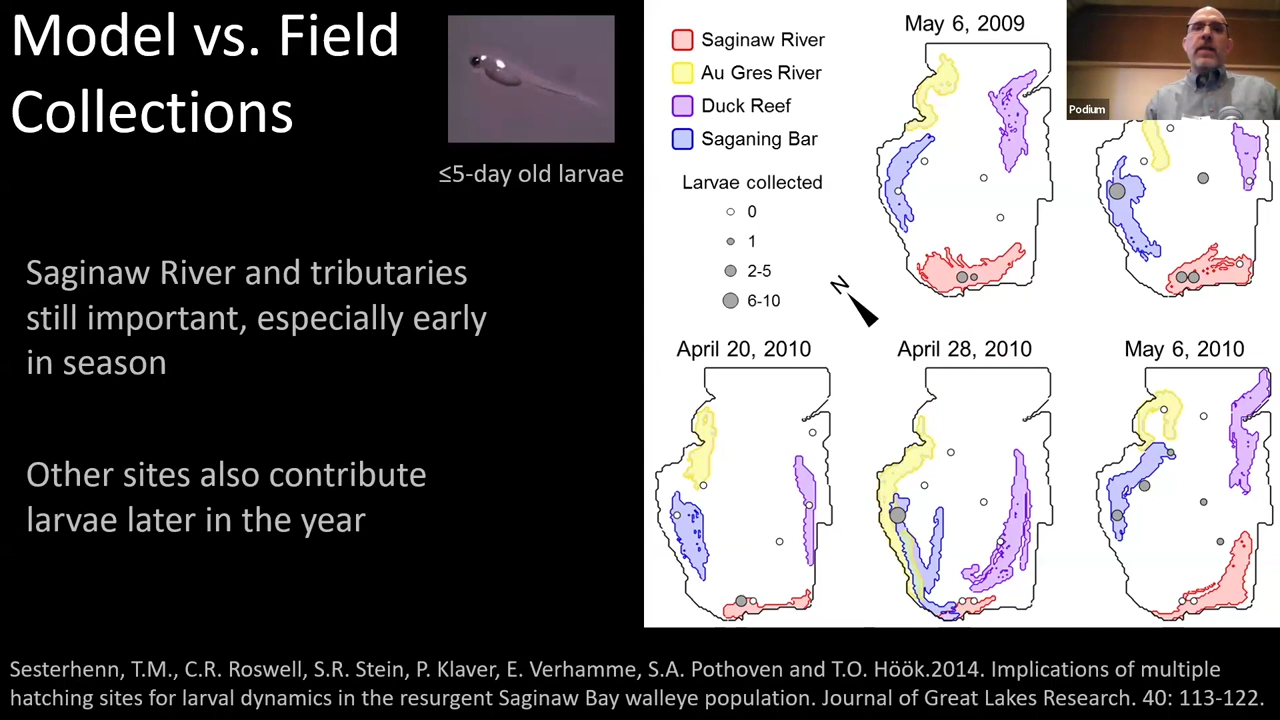 Model vs. Field
Collections
≤5-day old larvae
Saginaw River and tributaries
still important, especially early
in season
Other sites also contribute
larvae later in the year
Saginaw River
Au Gres River
Duck Reef
Saganing Bar
Larvae collected
0
1
2-5
6-10
N
May 6, 2009
Podium
April 20, 2010
April 28, 2010
May 6, 2010
Sesterhenn, T.M., C.R. Roswell, S.R. Stein, P. Klaver, E. Verhamme, S.A. Pothoven and T.O. Höök.2014. Implications of multiple
hatching sites for larval dynamics in the resurgent Saginaw Bay walleye population. Journal of Great Lakes Research. 40: 113-122.